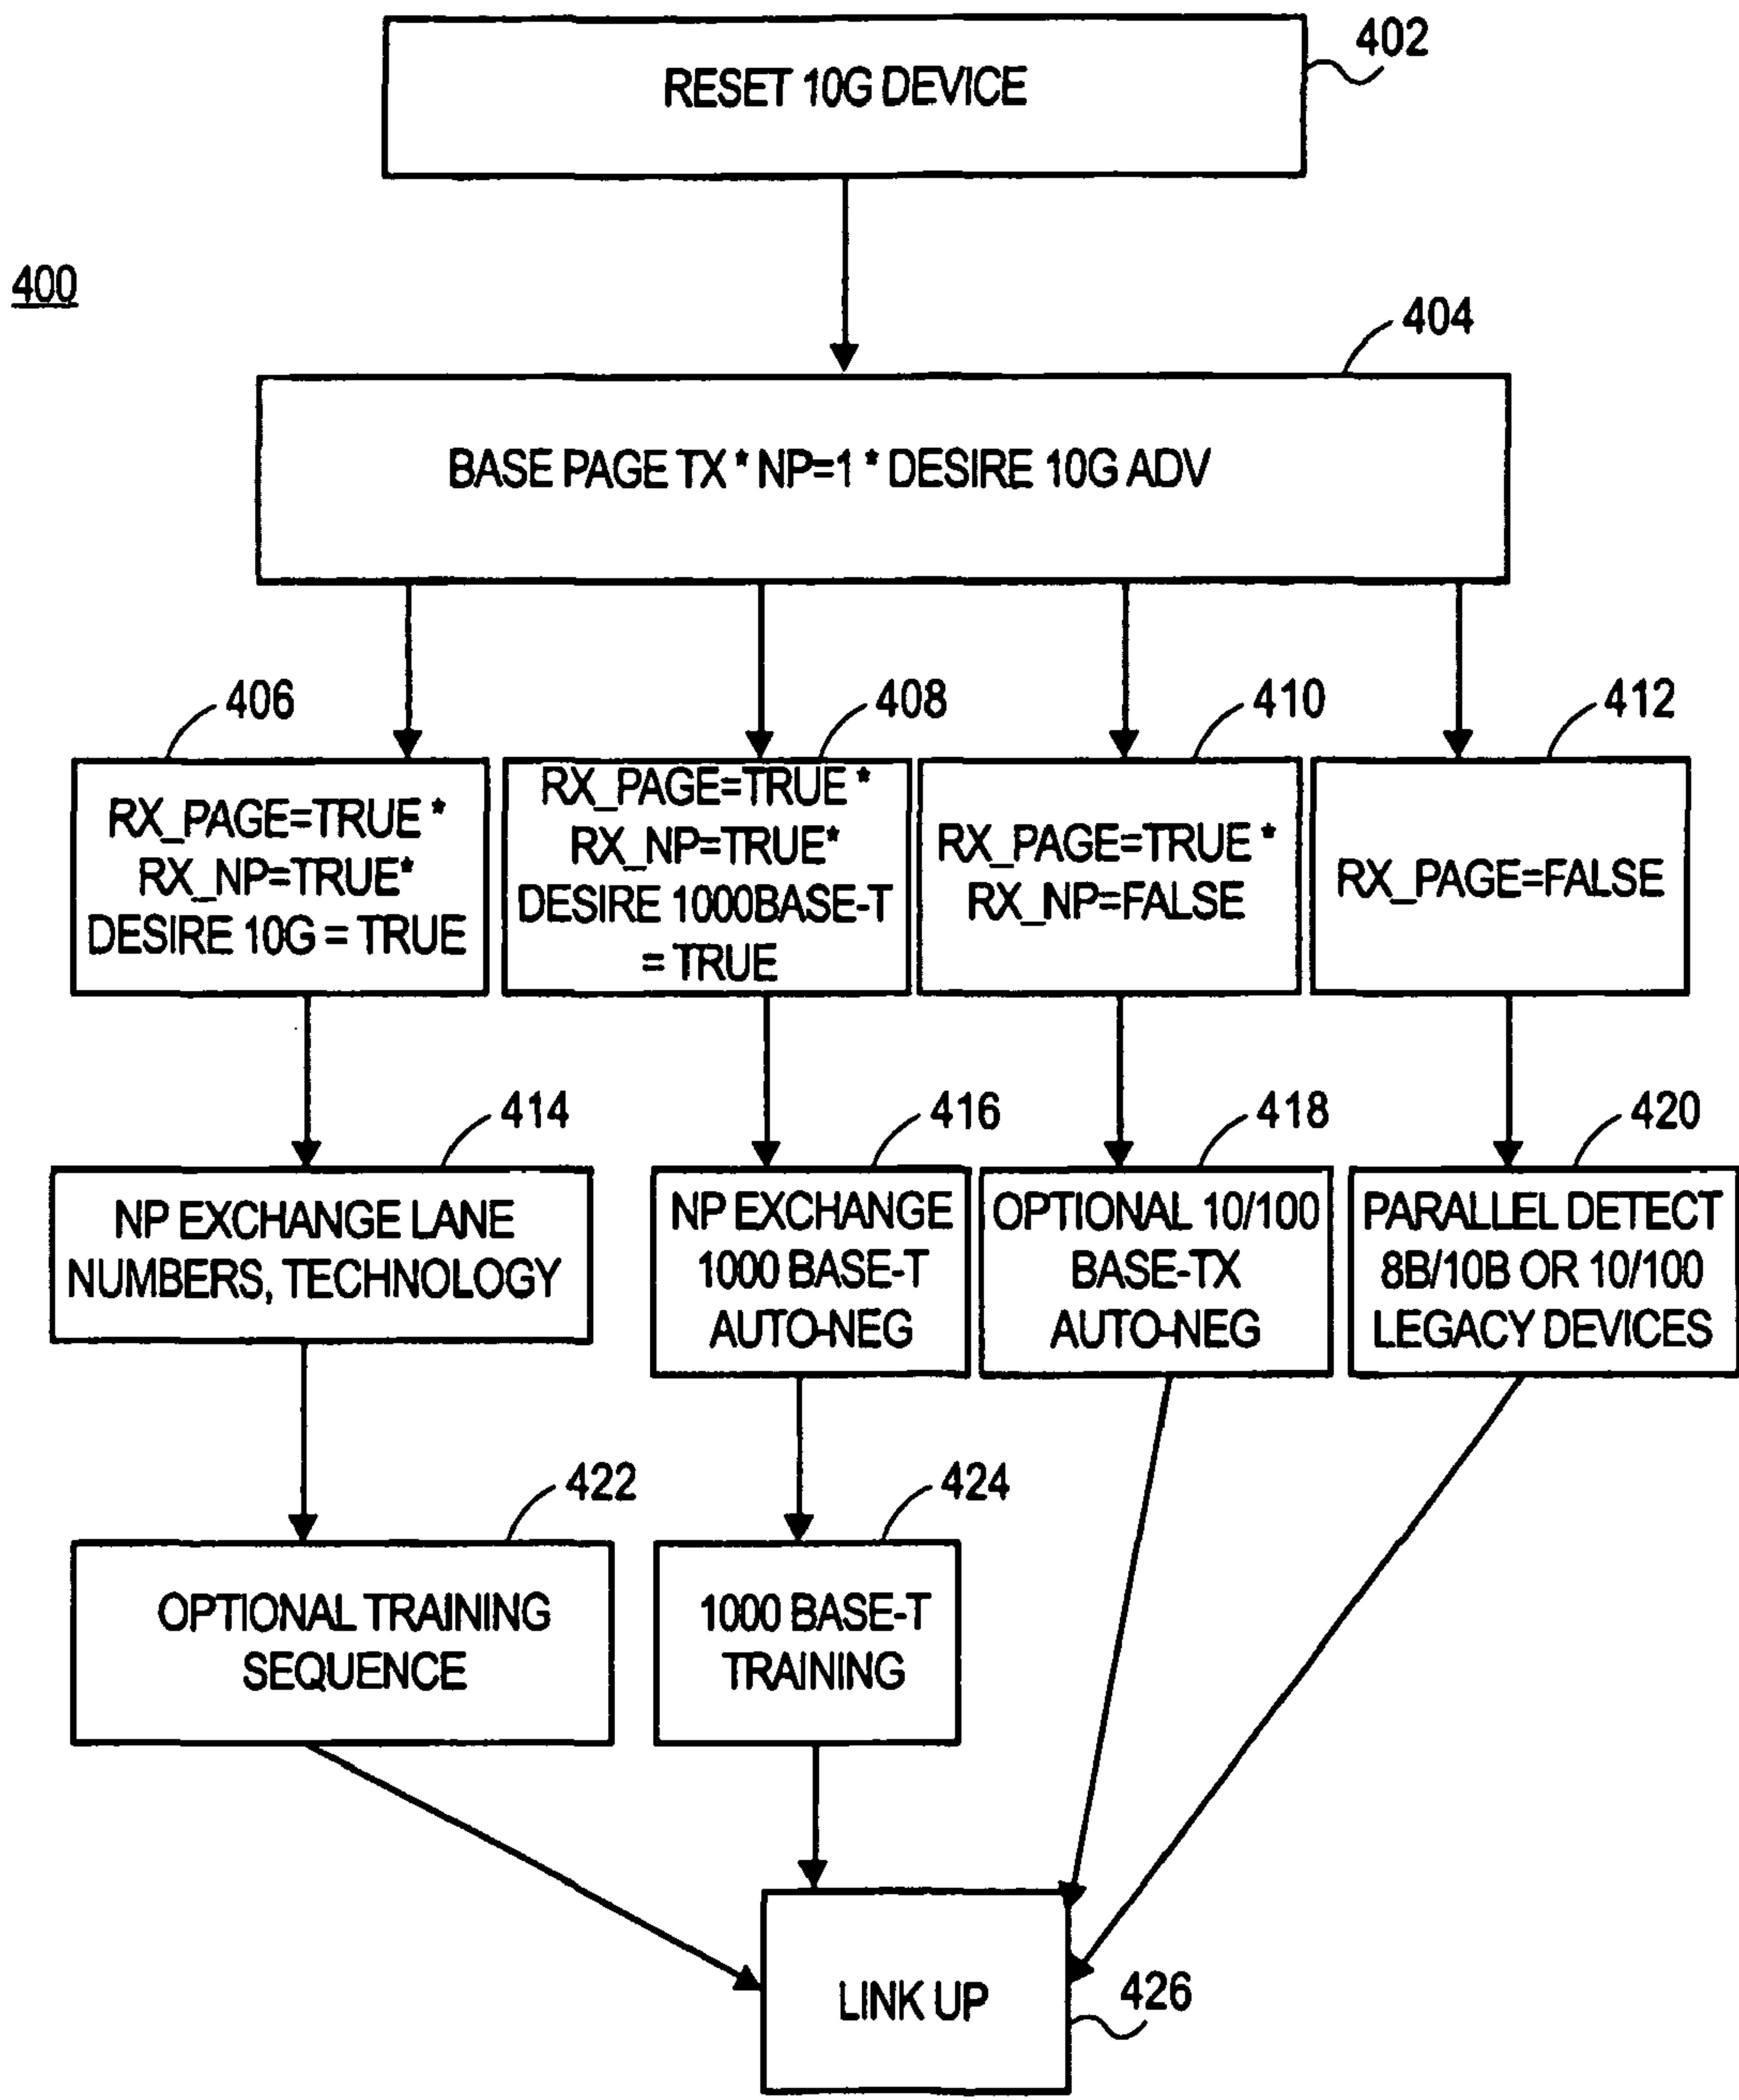 402
RESET 10G DEVICE
400
404
BASE PAGE TX * NP=1 * DESIRE 10G ADV
406
RX_PAGE=TRUE *
RX_NP=TRUE*
DESIRE 10G = TRUE
408
RX_PAGE=TRUE *
RX_NP=TRUE*
DESIRE 1000BASE-T
= TRUE
410
RX_PAGE=TRUE *
RX_NP=FALSE
412
RX_PAGE=FALSE
414
NP EXCHANGE LANE
NUMBERS, TECHNOLOGY
416
NP EXCHANGE
1000 BASE-T
AUTO-NEG
418
OPTIONAL 10/100
BASE-TX
AUTO-NEG
420
PARALLEL DETECT
8B/10B OR 10/100
LEGACY DEVICES
422
OPTIONAL TRAINING
SEQUENCE
424
1000 BASE-T
TRAINING
LINK UP
426